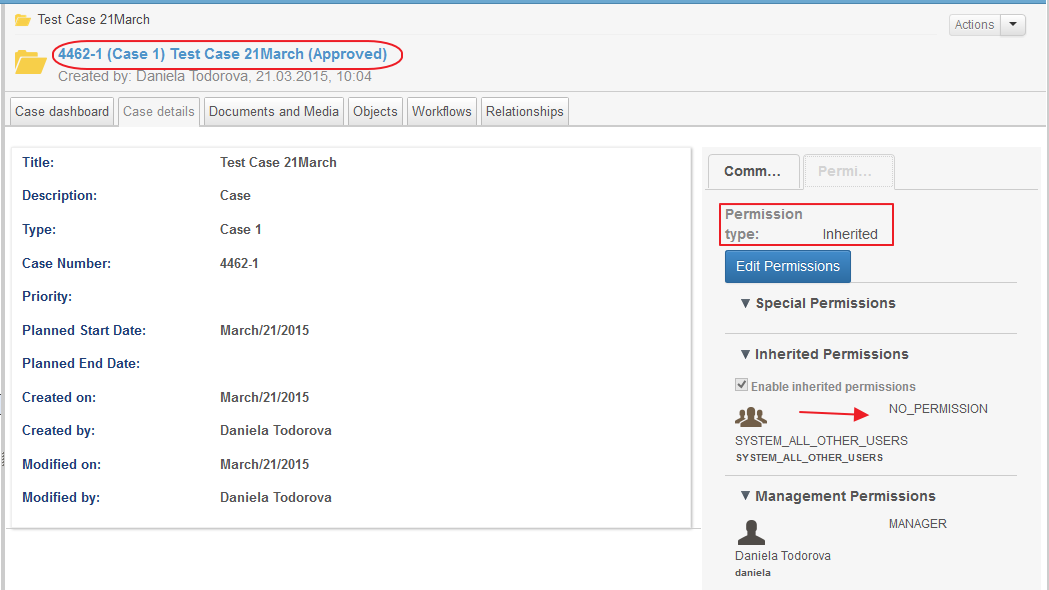 Test Case 21March
Actions
4462-1 (Case 1) Test Case 21March (Approved)
Created by: Daniela Todorova, 21.03.2015, 10:04
Case dashboard Case details Documents and Media Objects Workflows Relationships
Title: Test Case 21March
Description: Case
Type: Case 1
Case Number: 4462-1
Priority:
Planned Start Date: March/21/2015
Planned End Date:
Created on: March/21/2015
Created by: Daniela Todorova
Modified on: March/21/2015
Modified by: Daniela Todorova
Comm... Permi...
Permission
type: Inherited
Edit Permissions
Special Permissions
Inherited Permissions
Enable inherited permissions
NO_PERMISSION
SYSTEM_ALL_OTHER_USERS
SYSTEM_ALL_OTHER_USERS
Management Permissions
MANAGER
Daniela Todorova
daniela